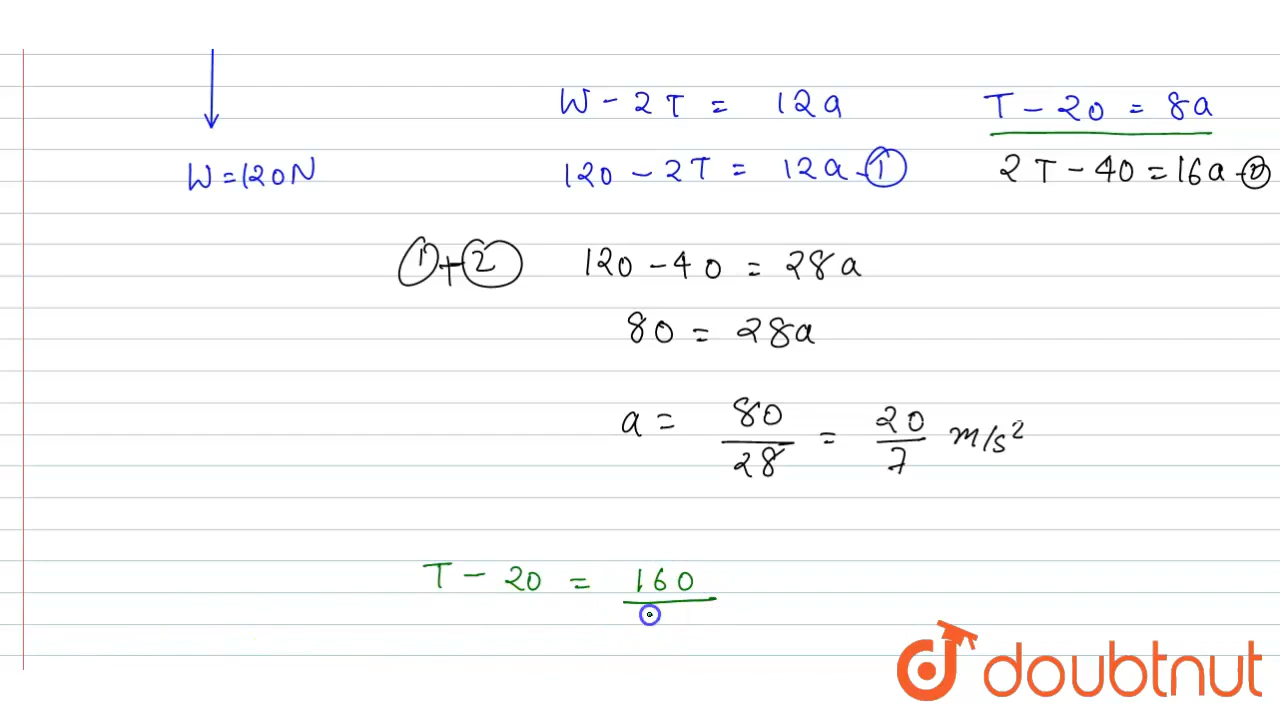 W - 2T = 12a
T - 20 = 8a
W = 120N
120 - 2T = 12a - ①
2T - 40 = 16a - ②
① + ② 120 - 40 = 28a
80 = 28a
a = 80/28 = 20/7 m/s²
T - 20 = 160
doubtnut